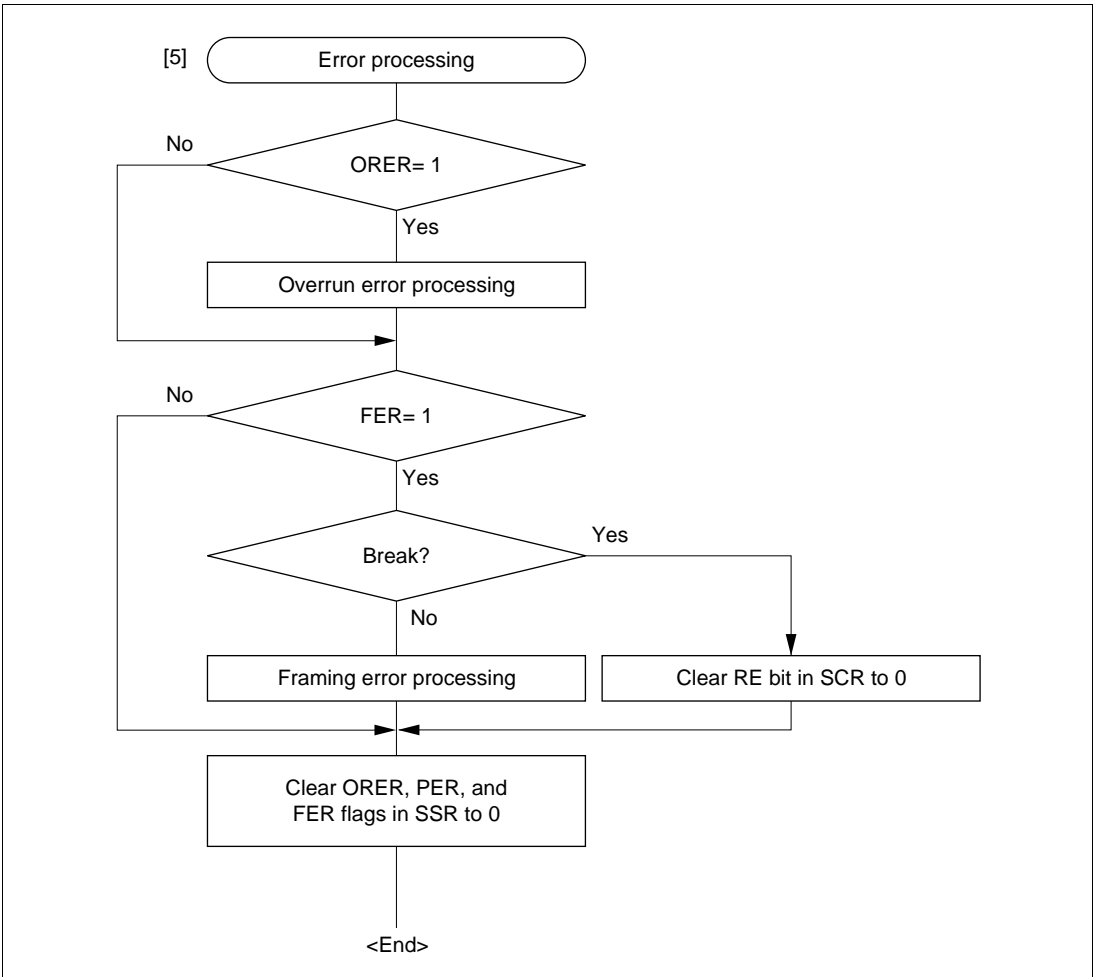 [5] Error processing
No
ORER= 1
Yes
Overrun error processing
No
FER= 1
Yes
Yes
Break?
No
Framing error processing
Clear RE bit in SCR to 0
Clear ORER, PER, and
FER flags in SSR to 0
<End>